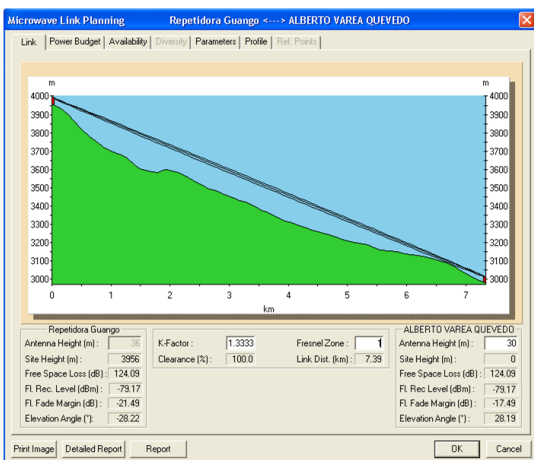 Microwave Link Planning Repetidora Guango <---> ALBERTO VAREA QUEVEDO
Link Power Budget Availability Diversity Parameters Profile Ref. Points
m m
4000 4000
3900 3900
3800 3800
3700 3700
3600 3600
3500 3500
3400 3400
3300 3300
3200 3200
3100 3100
3000 3000
0 1 2 3 4 5 6 7
km
Repetidora Guango
Antenna Height (m) : 36
Site Height (m) : 3956
Free Space Loss (dB) : 124.09
Fl. Rec. Level (dBm) : -79.17
Fl. Fade Margin (dB) : -21.49
Elevation Angle (°): -28.22
K-Factor : 1.3333 Fresnel Zone : 1
Clearance (%) : 100.0 Link Dist. (km) : 7.39
ALBERTO VAREA QUEVEDO
Antenna Height (m) : 30
Site Height (m) : 0
Free Space Loss (dB) : 124.09
Fl. Rec Level (dBm) : -79.17
Fl. Fade Margin (dB) : -17.49
Elevation Angle (°) : 28.19
Print Image Detailed Report Report OK Cancel